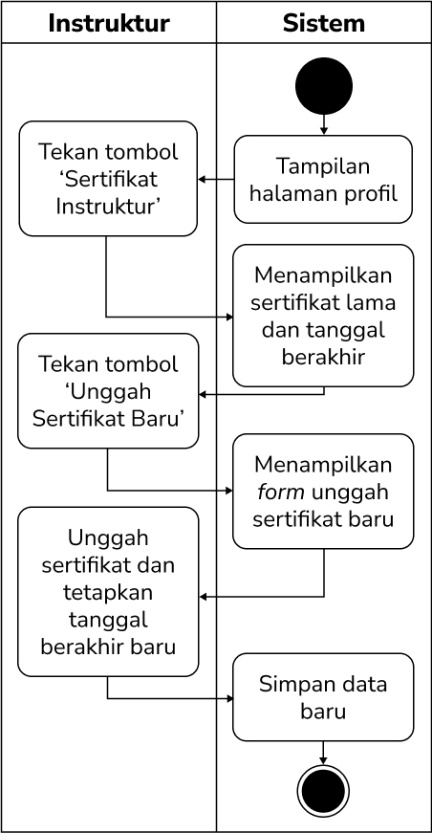 Instruktur
Sistem
Tampilan
halaman profil
Tekan tombol
‘Sertifikat
Instruktur’
Menampilkan
sertifikat lama
dan tanggal
berakhir
Tekan tombol
‘Unggah
Sertifikat Baru’
Menampilkan
form unggah
sertifikat baru
Unggah
sertifikat dan
tetapkan
tanggal
berakhir baru
Simpan data
baru